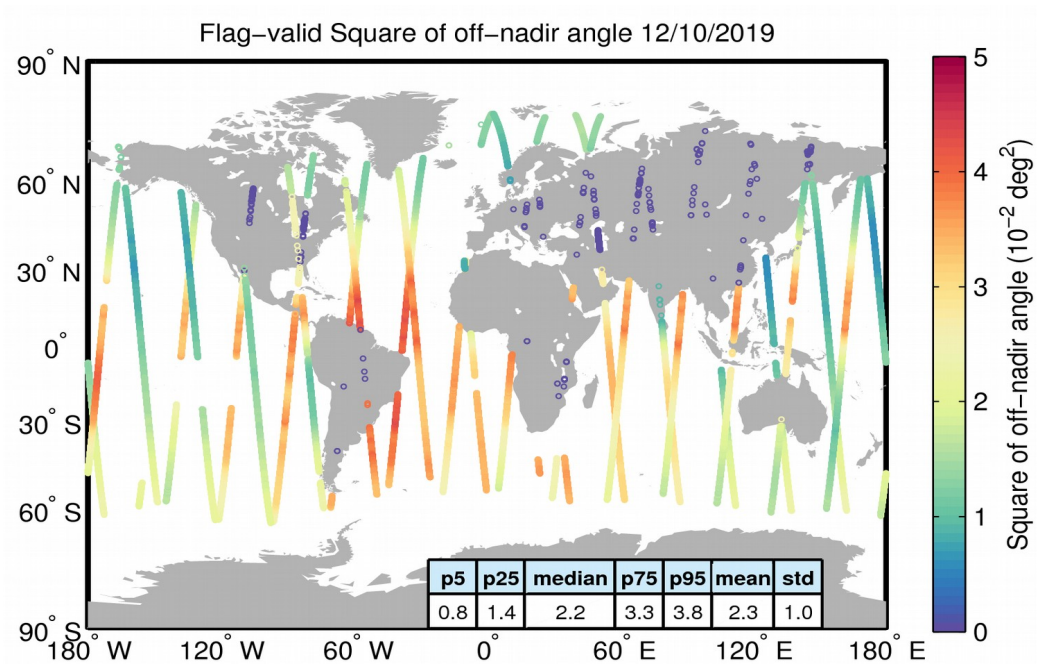 Flag−valid Square of off−nadir angle 12/10/2019
90° N
60° N
30° N
0°
30° S
60° S
90° S
180° W
120° W
60° W
0°
60° E
120° E
180° E
5
4
3
2
1
0
Square of off−nadir angle (10⁻² deg²)
p5 p25 median p75 p95 mean std
0.8 1.4 2.2 3.3 3.8 2.3 1.0